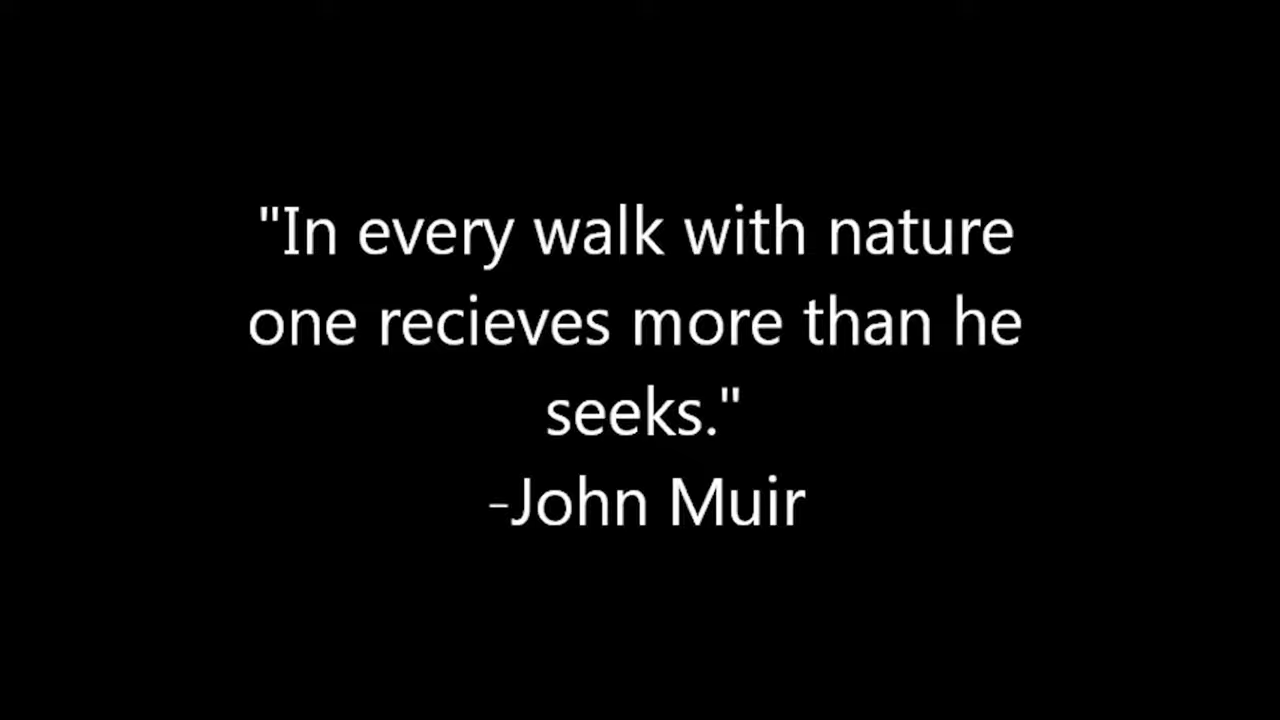 "In every walk with nature
one recieves more than he
seeks."
-John Muir